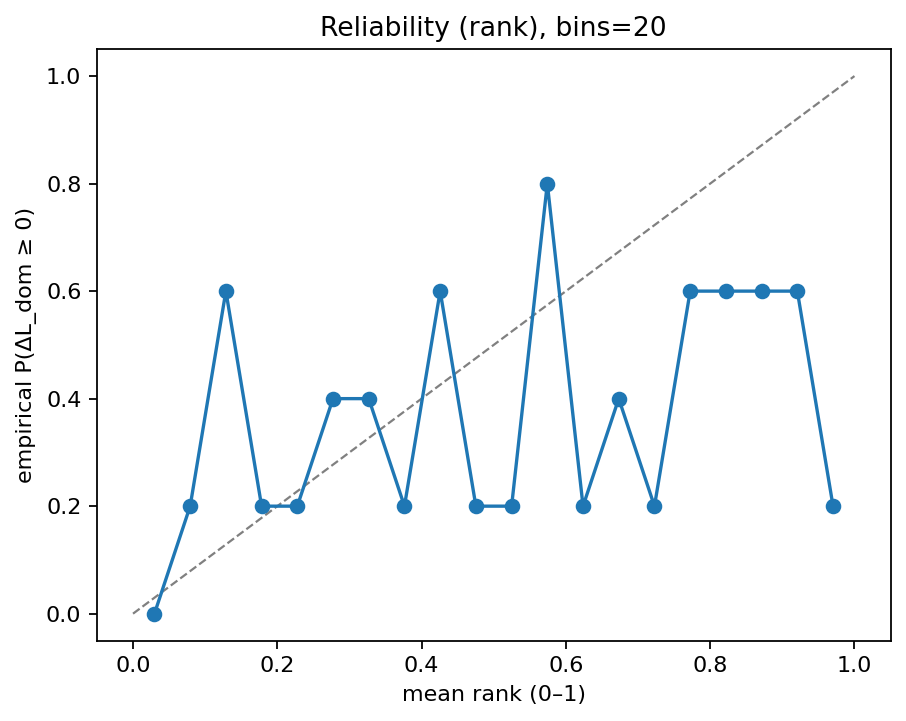 Reliability (rank), bins=20
1.0
0.8
0.6
0.4
0.2
0.0
empirical P(ΔL_dom ≥ 0)
0.0 0.2 0.4 0.6 0.8 1.0
mean rank (0–1)